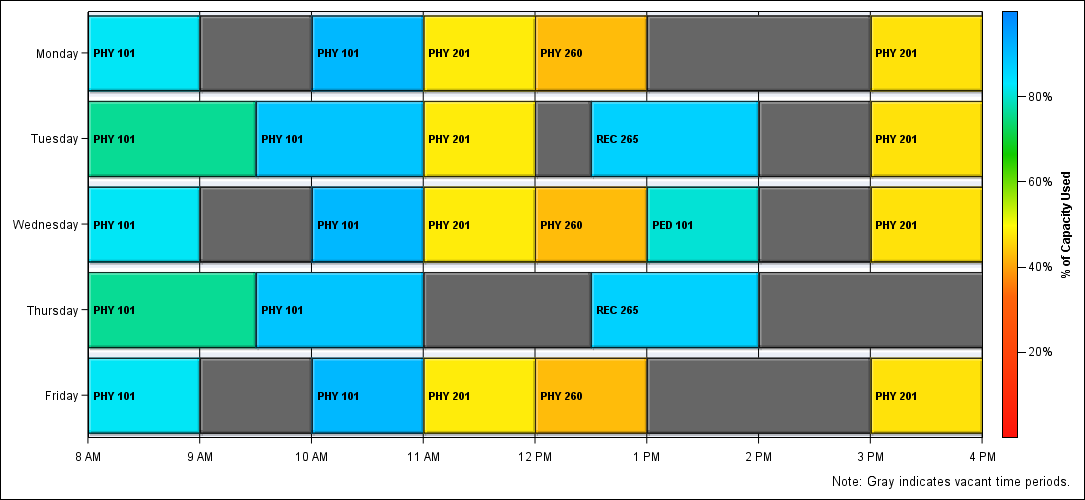 Monday PHY 101 PHY 101 PHY 201 PHY 260 PHY 201
Tuesday PHY 101 PHY 101 PHY 201 REC 265 PHY 201
Wednesday PHY 101 PHY 101 PHY 201 PHY 260 PED 101 PHY 201
Thursday PHY 101 PHY 101 REC 265
Friday PHY 101 PHY 101 PHY 201 PHY 260 PHY 201
8 AM 9 AM 10 AM 11 AM 12 PM 1 PM 2 PM 3 PM 4 PM
80%
60%
40%
20%
% of Capacity Used
Note: Gray indicates vacant time periods.